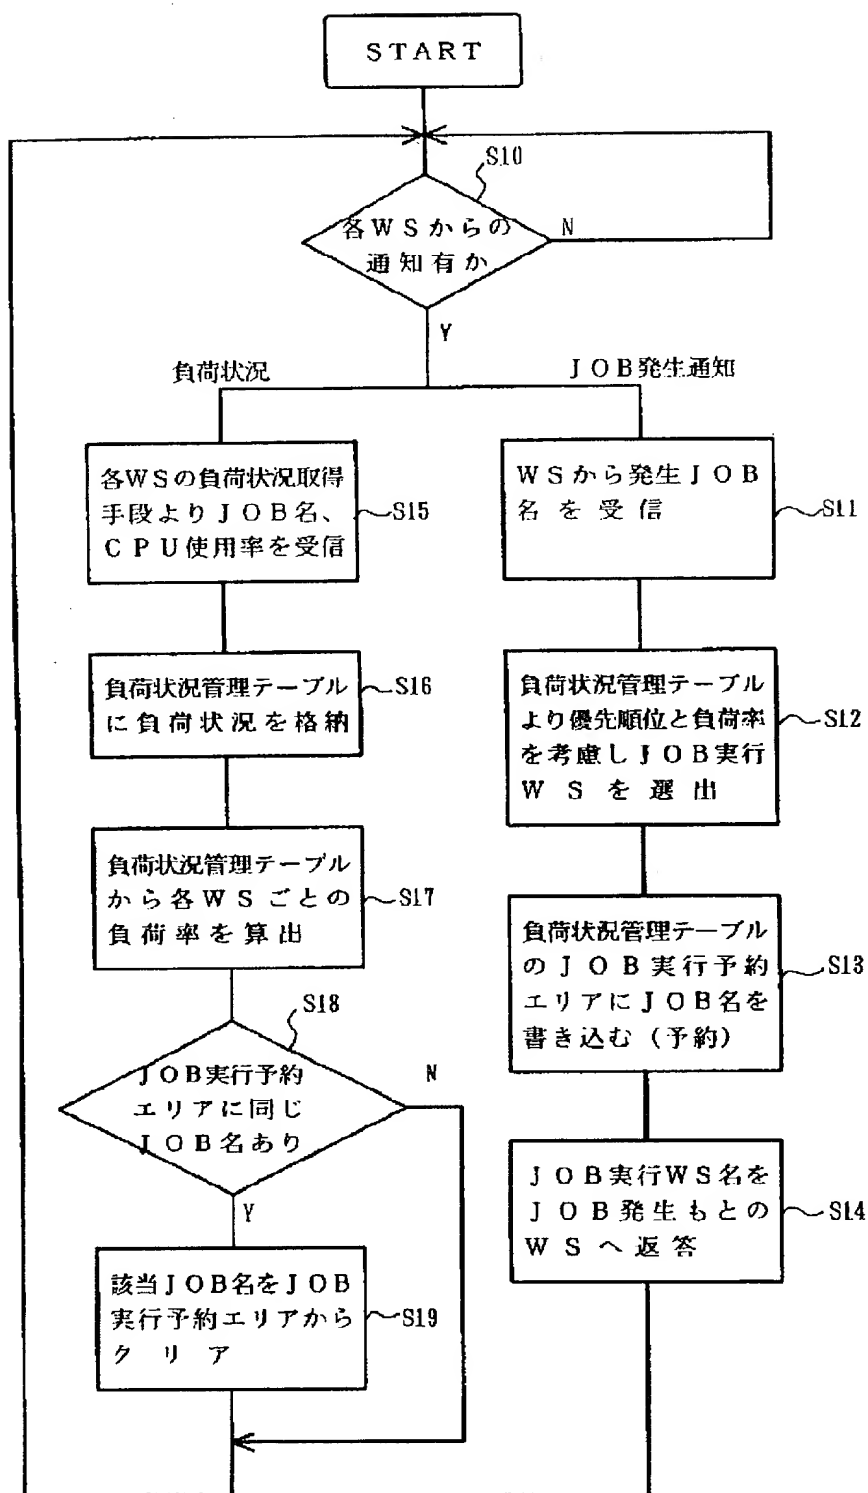 START
S10
各WSからの
通知有か
N
Y
負荷状況
JOB発生通知
各WSの負荷状況取得
手段よりJOB名、
CPU使用率を受信
S15
負荷状況管理テーブル
に負荷状況を格納
S16
負荷状況管理テーブル
から各WSごとの
負荷率を算出
S17
S18
JOB実行予約
エリアに同じ
JOB名あり
N
Y
該当JOB名をJOB
実行予約エリアから
クリア
S19
WSから発生JOB
名を受信
S11
負荷状況管理テーブル
より優先順位と負荷率
を考慮しJOB実行
WSを選出
S12
負荷状況管理テーブル
のJOB実行予約
エリアにJOB名を
書き込む(予約)
S13
JOB実行WS名を
JOB発生もとの
WSへ返答
S14